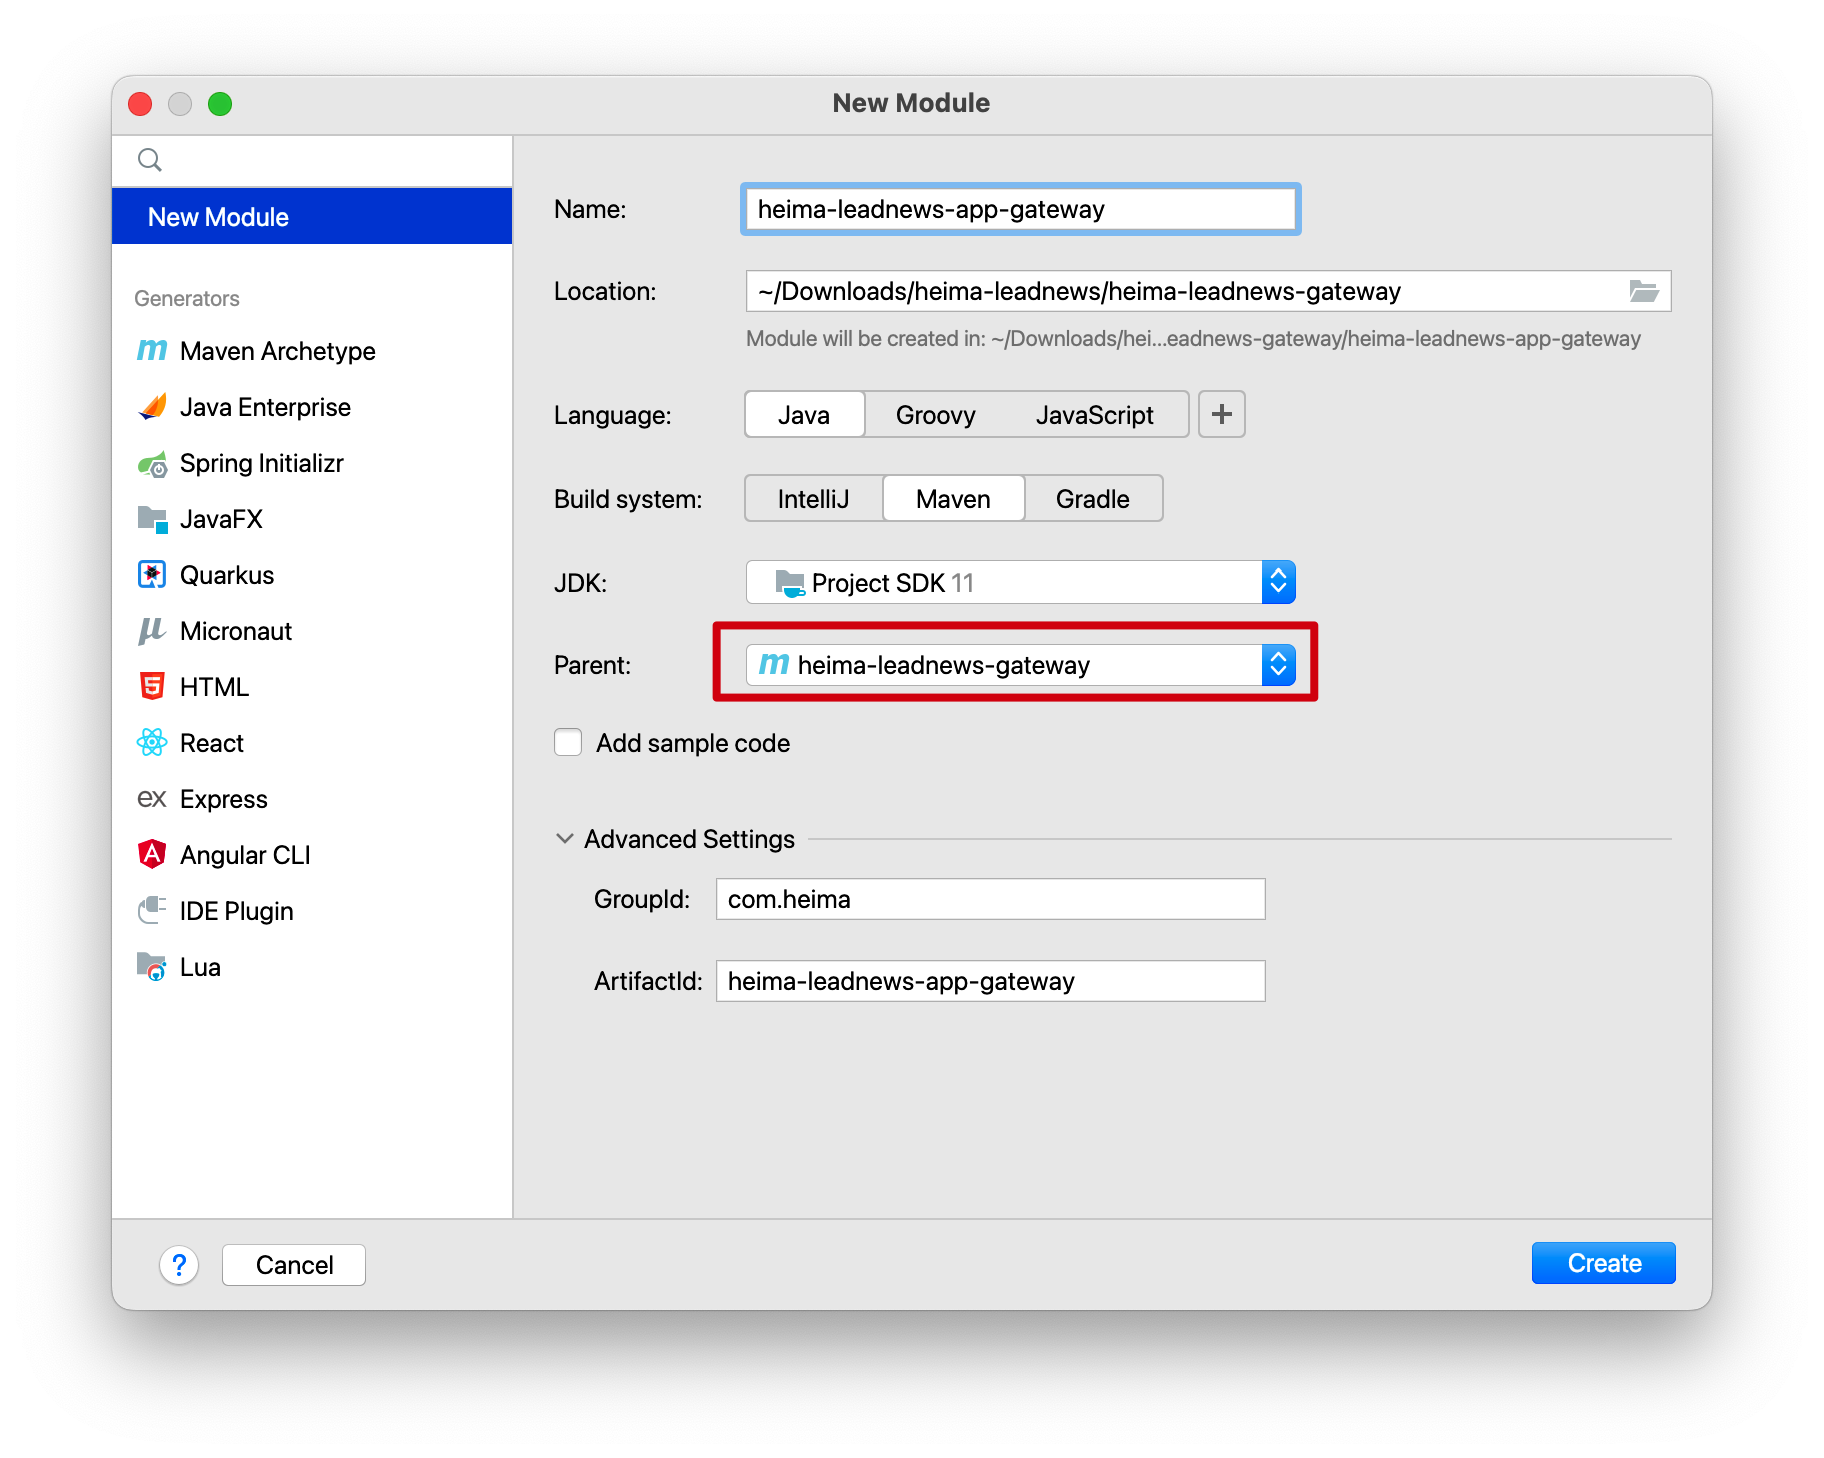 New Module
New Module
Generators
Maven Archetype
Java Enterprise
Spring Initializr
JavaFX
Quarkus
Micronaut
HTML
React
ex Express
Angular CLI
IDE Plugin
Lua
Name: heima-leadnews-app-gateway
Location: ~/Downloads/heima-leadnews/heima-leadnews-gateway
Module will be created in: ~/Downloads/hei...eadnews-gateway/heima-leadnews-app-gateway
Language: Java Groovy JavaScript +
Build system: IntelliJ Maven Gradle
JDK: Project SDK 11
Parent: m heima-leadnews-gateway
Add sample code
Advanced Settings
GroupId: com.heima
ArtifactId: heima-leadnews-app-gateway
? Cancel Create